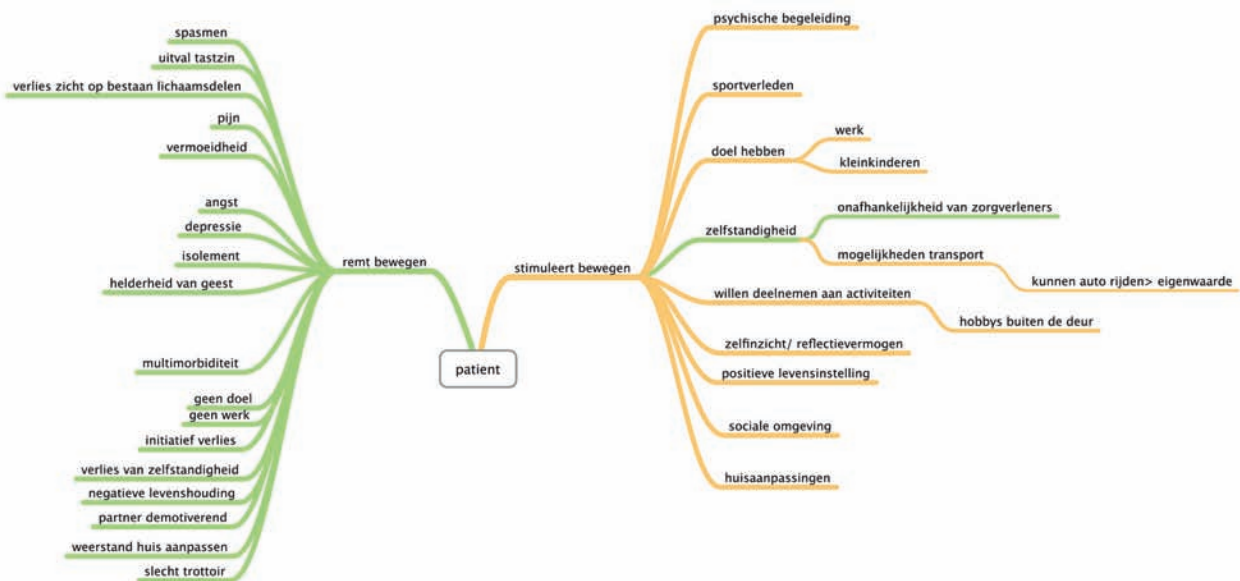 patient
remt bewegen
spasmen
uitval tastzin
verlies zicht op bestaan lichaamsdelen
pijn
vermoeidheid
angst
depressie
isolement
helderheid van geest
multimorbiditeit
geen doel
geen werk
initiatief verlies
verlies van zelfstandigheid
negatieve levenshouding
partner demotiverend
weerstand huis aanpassen
slecht trottoir
stimuleert bewegen
psychische begeleiding
sportverleden
doel hebben
werk
kleinkinderen
zelfstandigheid
onafhankelijkheid van zorgverleners
mogelijkheden transport
kunnen auto rijden> eigenwaarde
willen deelnemen aan activiteiten
hobbys buiten de deur
zelfinzicht/ reflectievermogen
positieve levensinstelling
sociale omgeving
huisaanpassingen